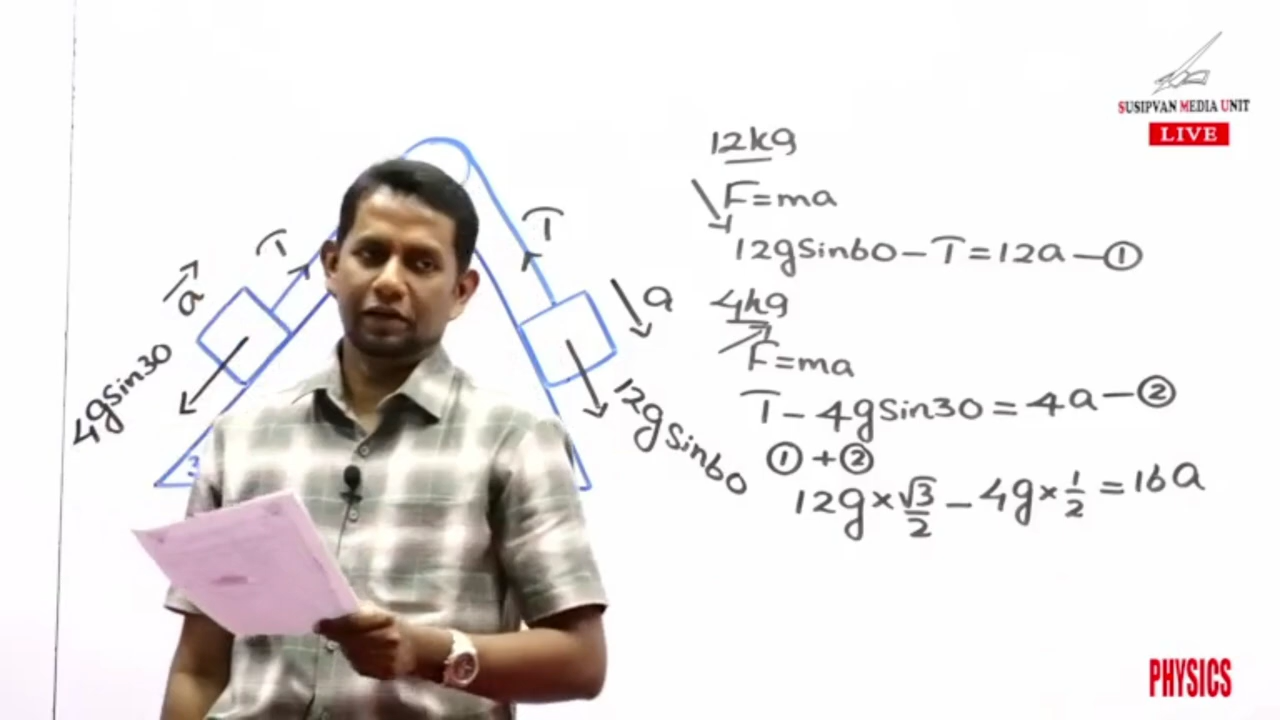 SUSIPVAN MEDIA UNIT
LIVE
T
a
4gsin30
3
T
a
12gsin60
12kg
F=ma
12gsin60-T=12a-①
4kg
F=ma
T-4gsin30=4a-②
①+②
12g×√3/2-4g×1/2=16a
PHYSICS